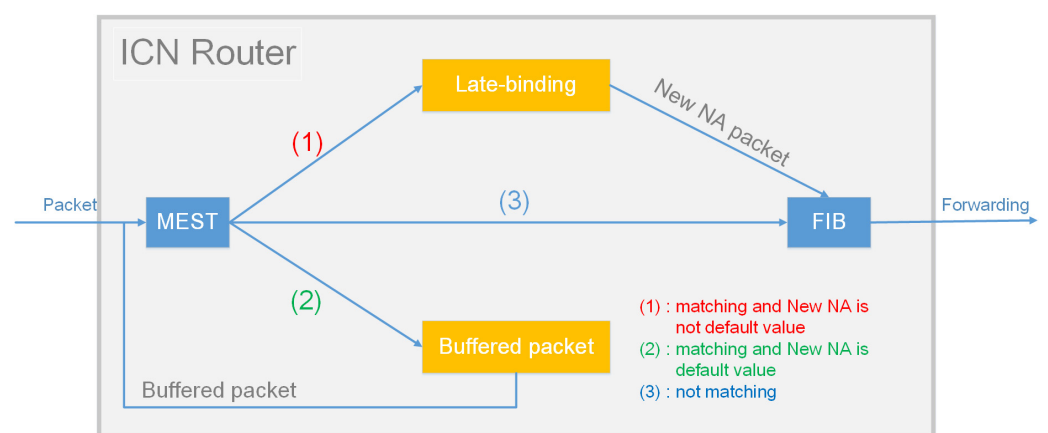 ICN Router
Late-binding
New NA packet
(1)
Packet
MEST
(3)
FIB
Forwarding
(2)
Buffered packet
Buffered packet
(1) : matching and New NA is
not default value
(2) : matching and New NA is
default value
(3) : not matching